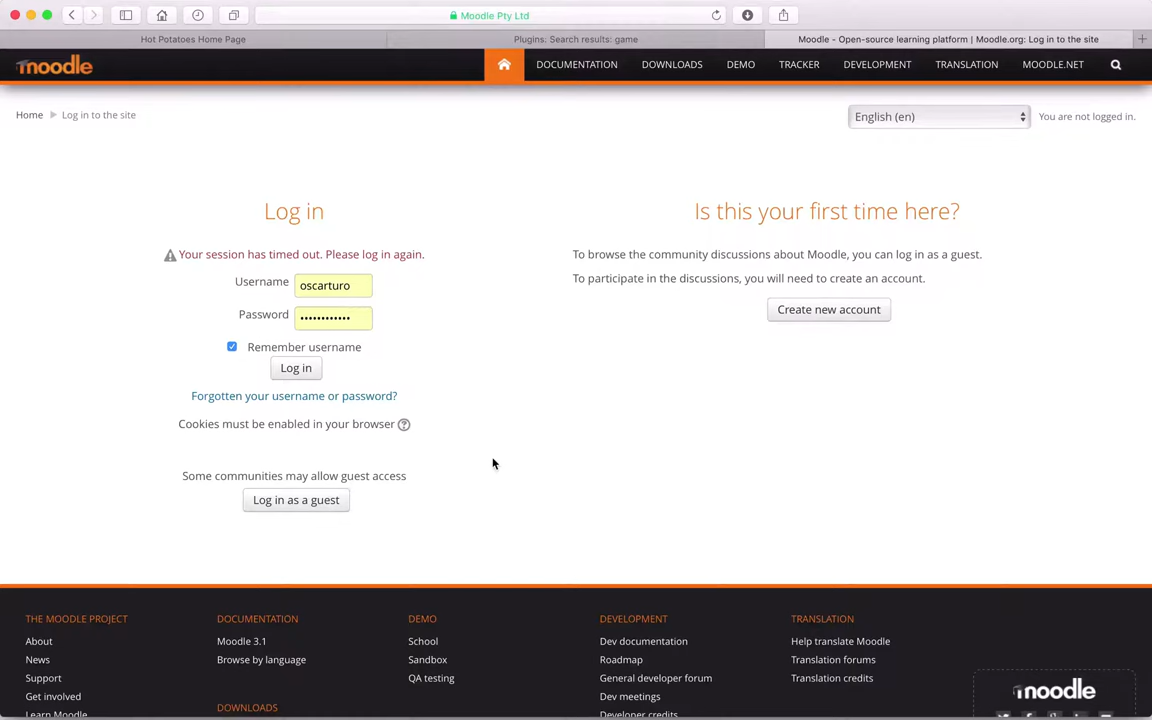 Moodle Pty Ltd
Hot Potatoes Home Page
Plugins: Search results: game
Moodle - Open-source learning platform | Moodle.org: Log in to the site
moodle
DOCUMENTATION
DOWNLOADS
DEMO
TRACKER
DEVELOPMENT
TRANSLATION
MOODLE.NET
Home
Log in to the site
English (en)
You are not logged in.
Log in
Your session has timed out. Please log in again.
Username
oscarturo
Password
••••••••••••
Remember username
Log in
Forgotten your username or password?
Cookies must be enabled in your browser
Some communities may allow guest access
Log in as a guest
Is this your first time here?
To browse the community discussions about Moodle, you can log in as a guest.
To participate in the discussions, you will need to create an account.
Create new account
THE MOODLE PROJECT
About
News
Support
Get involved
Learn Moodle
DOCUMENTATION
Moodle 3.1
Browse by language
DOWNLOADS
DEMO
School
Sandbox
QA testing
DEVELOPMENT
Dev documentation
Roadmap
General developer forum
Dev meetings
Developer credits
TRANSLATION
Help translate Moodle
Translation forums
Translation credits
moodle